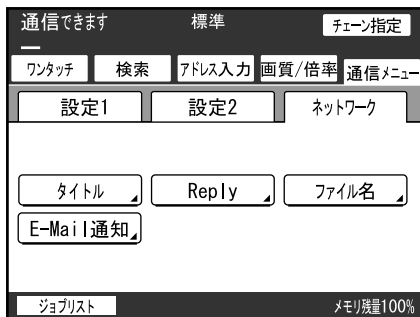 通信できます 標準 チェーン指定
ワンタッチ 検索 アドレス入力 画質/倍率 通信メニュー
設定1 設定2 ネットワーク
タイトル Reply ファイル名
E-Mail通知
ジョブリスト メモリ残量100%